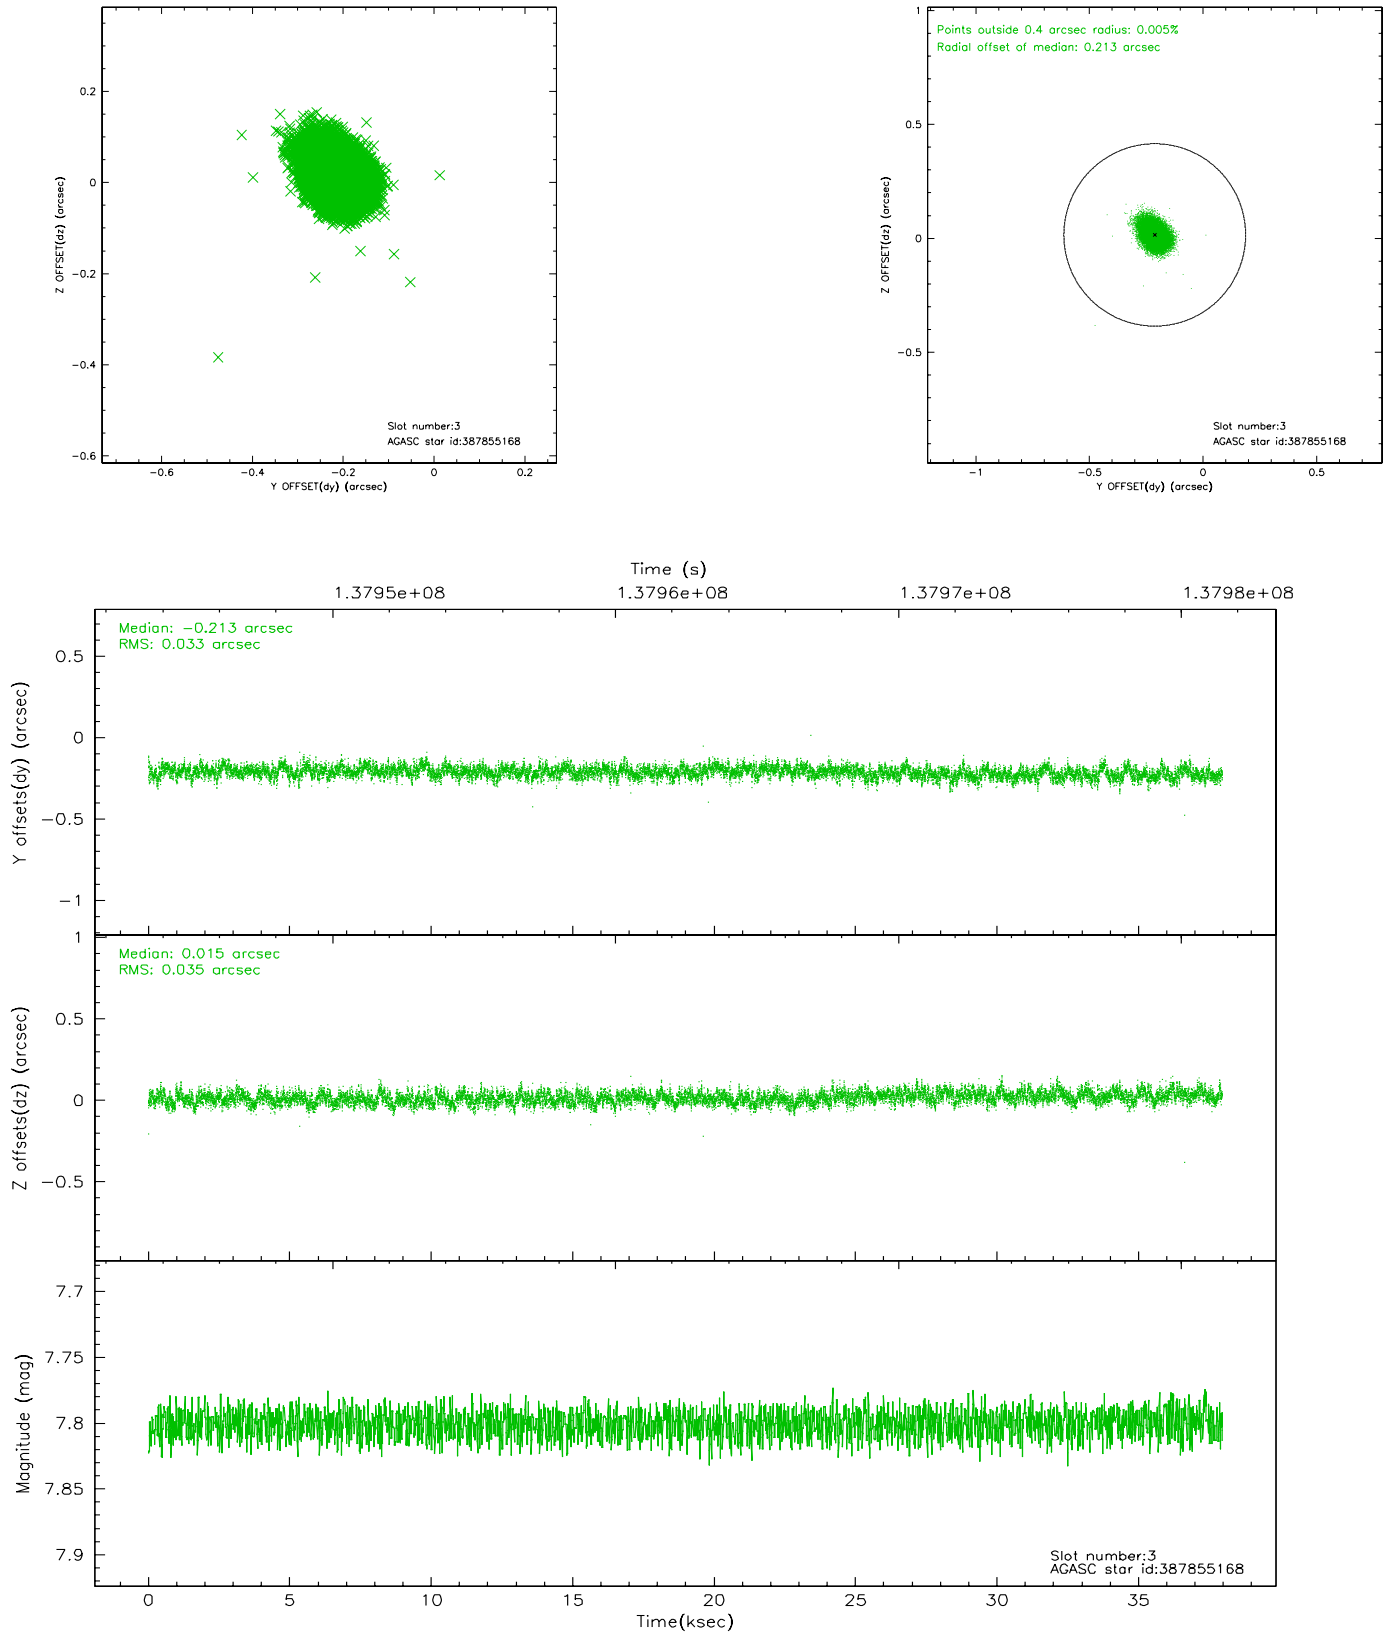 0.2
0
−0.2
−0.4
−0.6
Z OFFSET(dz) (arcsec)
Slot number:3
AGASC star id:387855168
−0.6
−0.4
−0.2
0
0.2
Y OFFSET(dy) (arcsec)
Points outside 0.4 arcsec radius: 0.005%
Radial offset of median: 0.213 arcsec
1
0.5
0
−0.5
Z OFFSET(dz) (arcsec)
Slot number:3
AGASC star id:387855168
−1
−0.5
0
0.5
Y OFFSET(dy) (arcsec)
Time (s)
1.3795e+08
1.3796e+08
1.3797e+08
1.3798e+08
Median: −0.213 arcsec
RMS: 0.033 arcsec
0.5
0
−0.5
−1
Y offsets(dy) (arcsec)
Median: 0.015 arcsec
RMS: 0.035 arcsec
1
0.5
0
−0.5
Z offsets(dz) (arcsec)
7.7
7.75
7.8
7.85
7.9
Magnitude (mag)
Slot number:3
AGASC star id:387855168
0
5
10
15
20
25
30
35
Time(ksec)